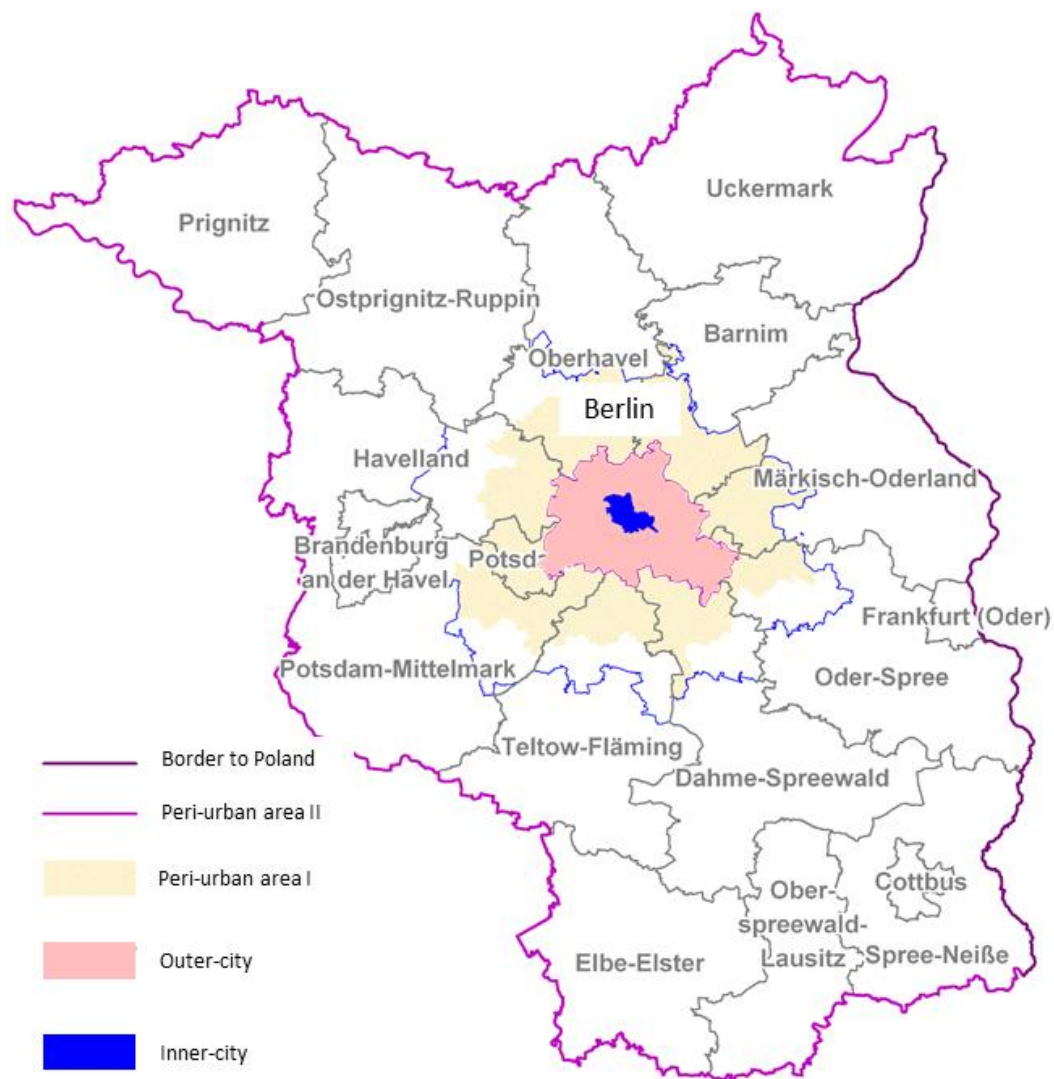 Uckermark
Prignitz
Ostprignitz-Ruppin
Barnim
Oberhavel
Berlin
Havelland
Märkisch-Oderland
Brandenburg
an der Havel
Potsd
Frankfurt (Oder)
Potsdam-Mittelmark
Oder-Spree
Teltow-Fläming
Dahme-Spreewald
Cottbus
Ober-
spreewald-
Lausitz
Spree-Neiße
Elbe-Elster
Border to Poland
Peri-urban area II
Peri-urban area I
Outer-city
Inner-city